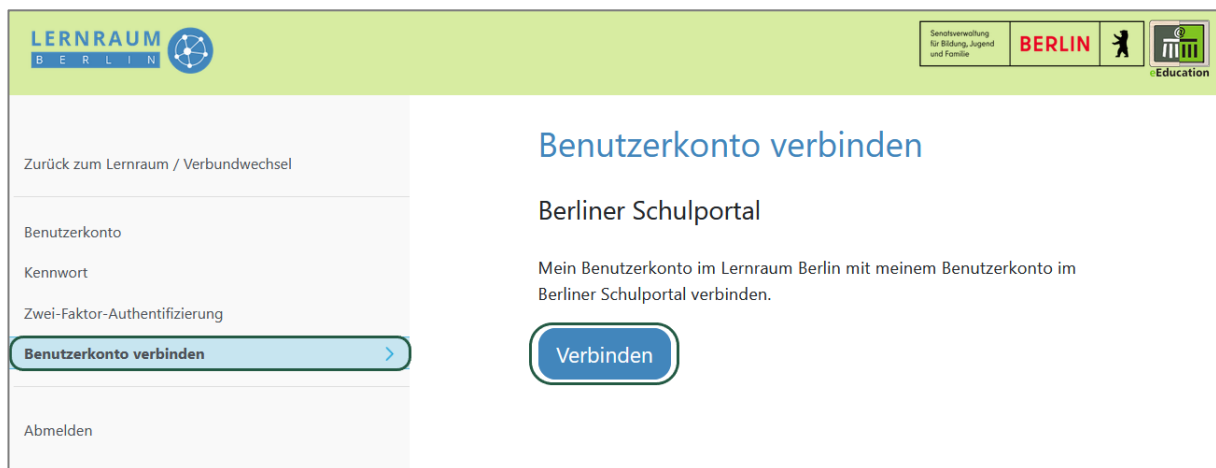 LERNRAUM
BERLIN
Senatsverwaltung
für Bildung, Jugend
und Familie
BERLIN
@
eEducation
Zurück zum Lernraum / Verbundwechsel
Benutzerkonto
Kennwort
Zwei-Faktor-Authentifizierung
Benutzerkonto verbinden
Abmelden
Benutzerkonto verbinden
Berliner Schulportal
Mein Benutzerkonto im Lernraum Berlin mit meinem Benutzerkonto im
Berliner Schulportal verbinden.
Verbinden